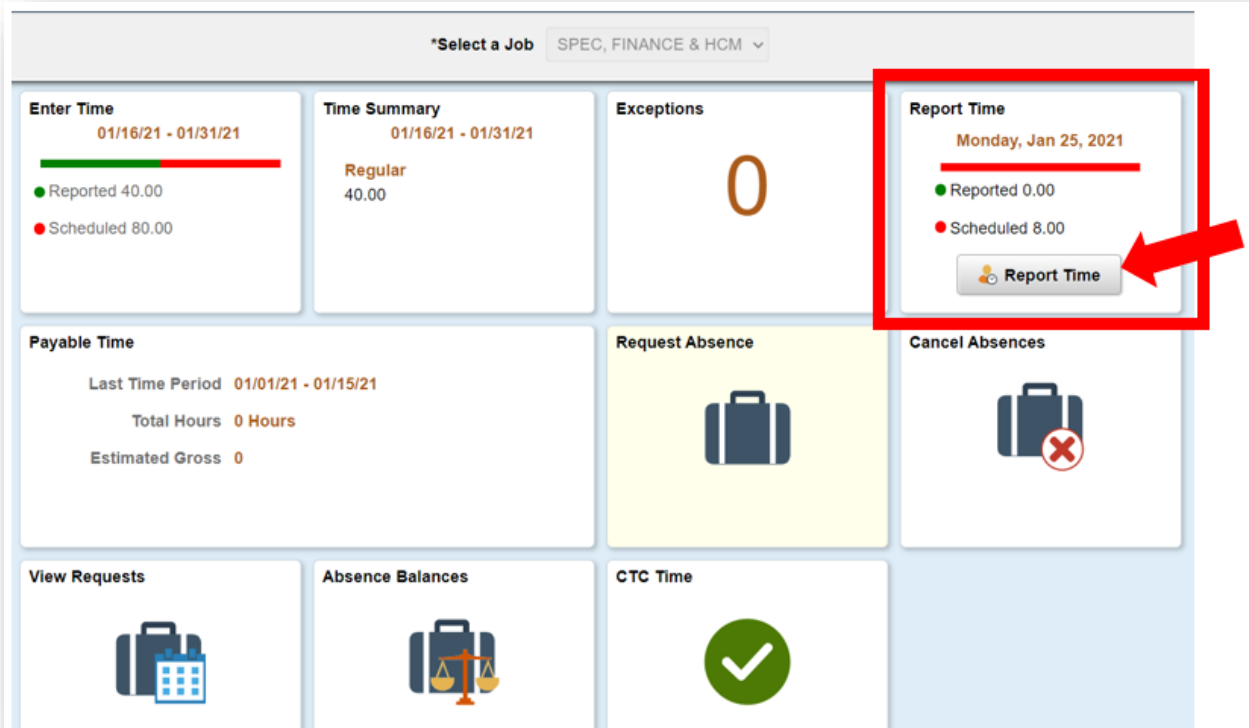 *Select a Job SPEC, FINANCE & HCM
Enter Time
01/16/21 - 01/31/21
Reported 40.00
Scheduled 80.00
Time Summary
01/16/21 - 01/31/21
Regular
40.00
Exceptions
0
Report Time
Monday, Jan 25, 2021
Reported 0.00
Scheduled 8.00
Report Time
Payable Time
Last Time Period 01/01/21 - 01/15/21
Total Hours 0 Hours
Estimated Gross 0
Request Absence
Cancel Absences
View Requests
Absence Balances
CTC Time